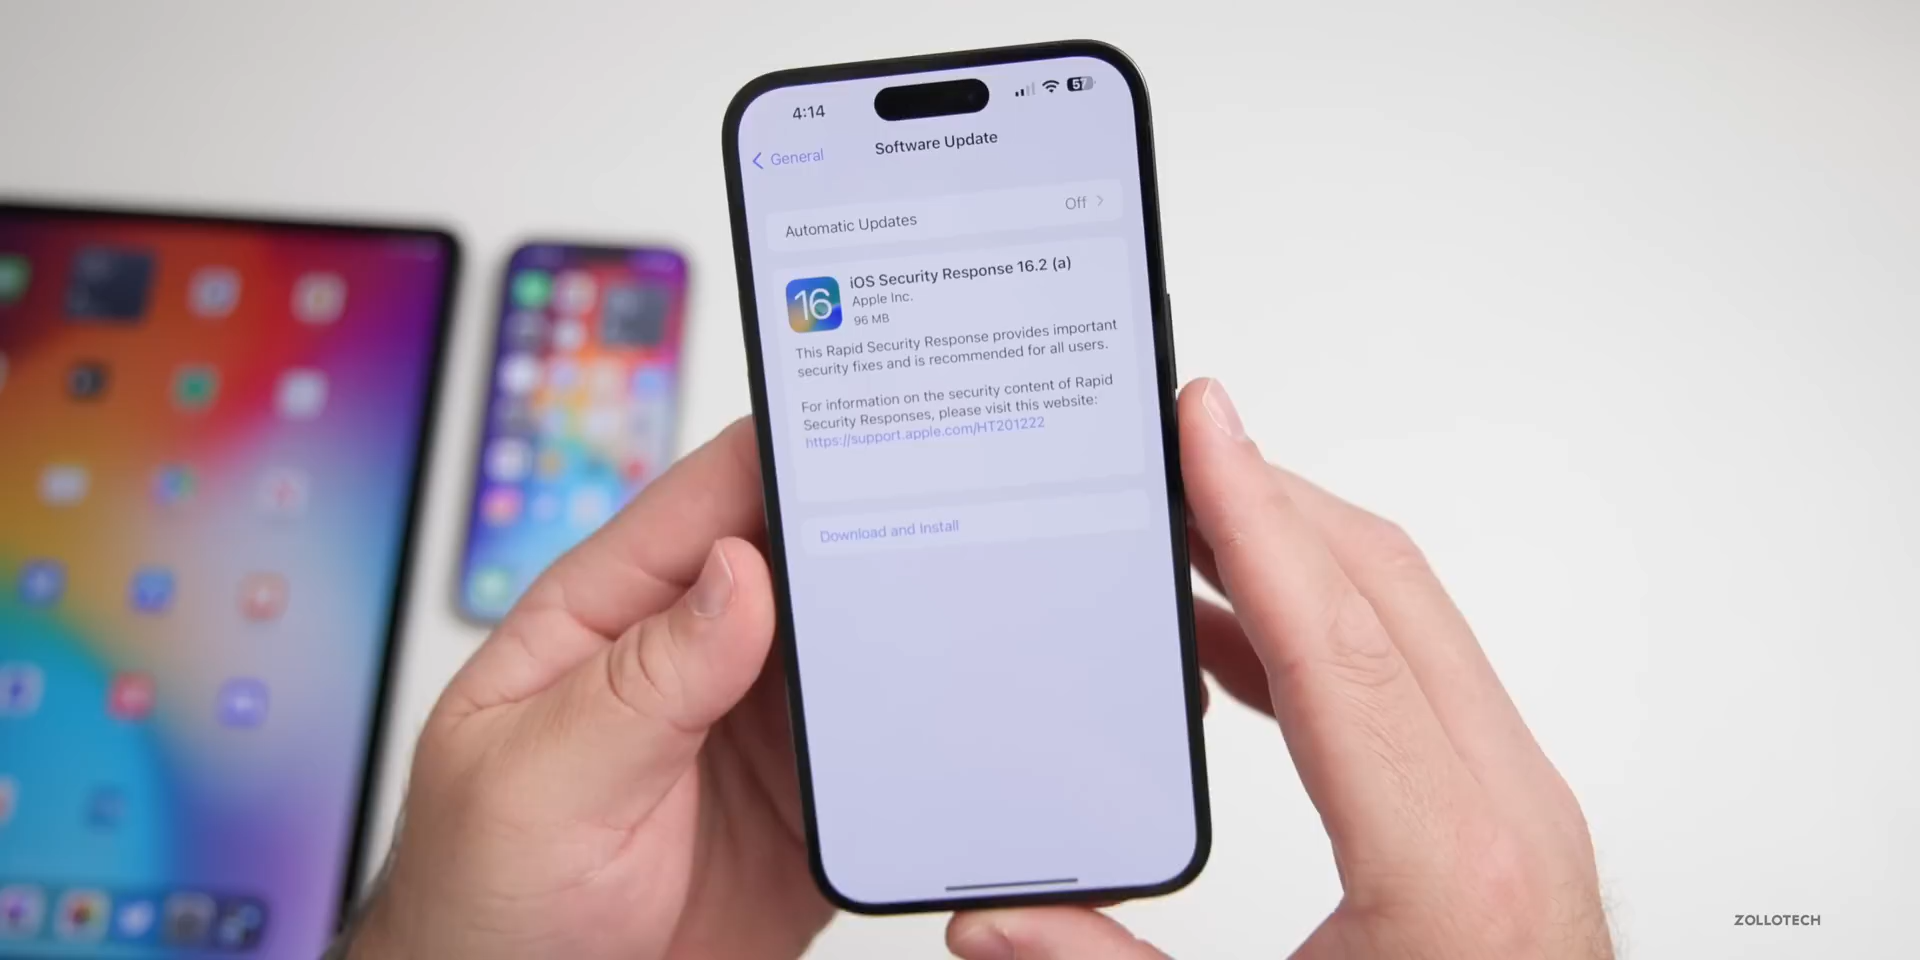 4:14
57
General
Software Update
Automatic Updates
Off
iOS Security Response 16.2 (a)
16
Apple Inc.
96 MB
This Rapid Security Response provides important
security fixes and is recommended for all users.
For information on the security content of Rapid
Security Responses, please visit this website:
https://support.apple.com/HT201222
Download and Install
ZOLLOTECH